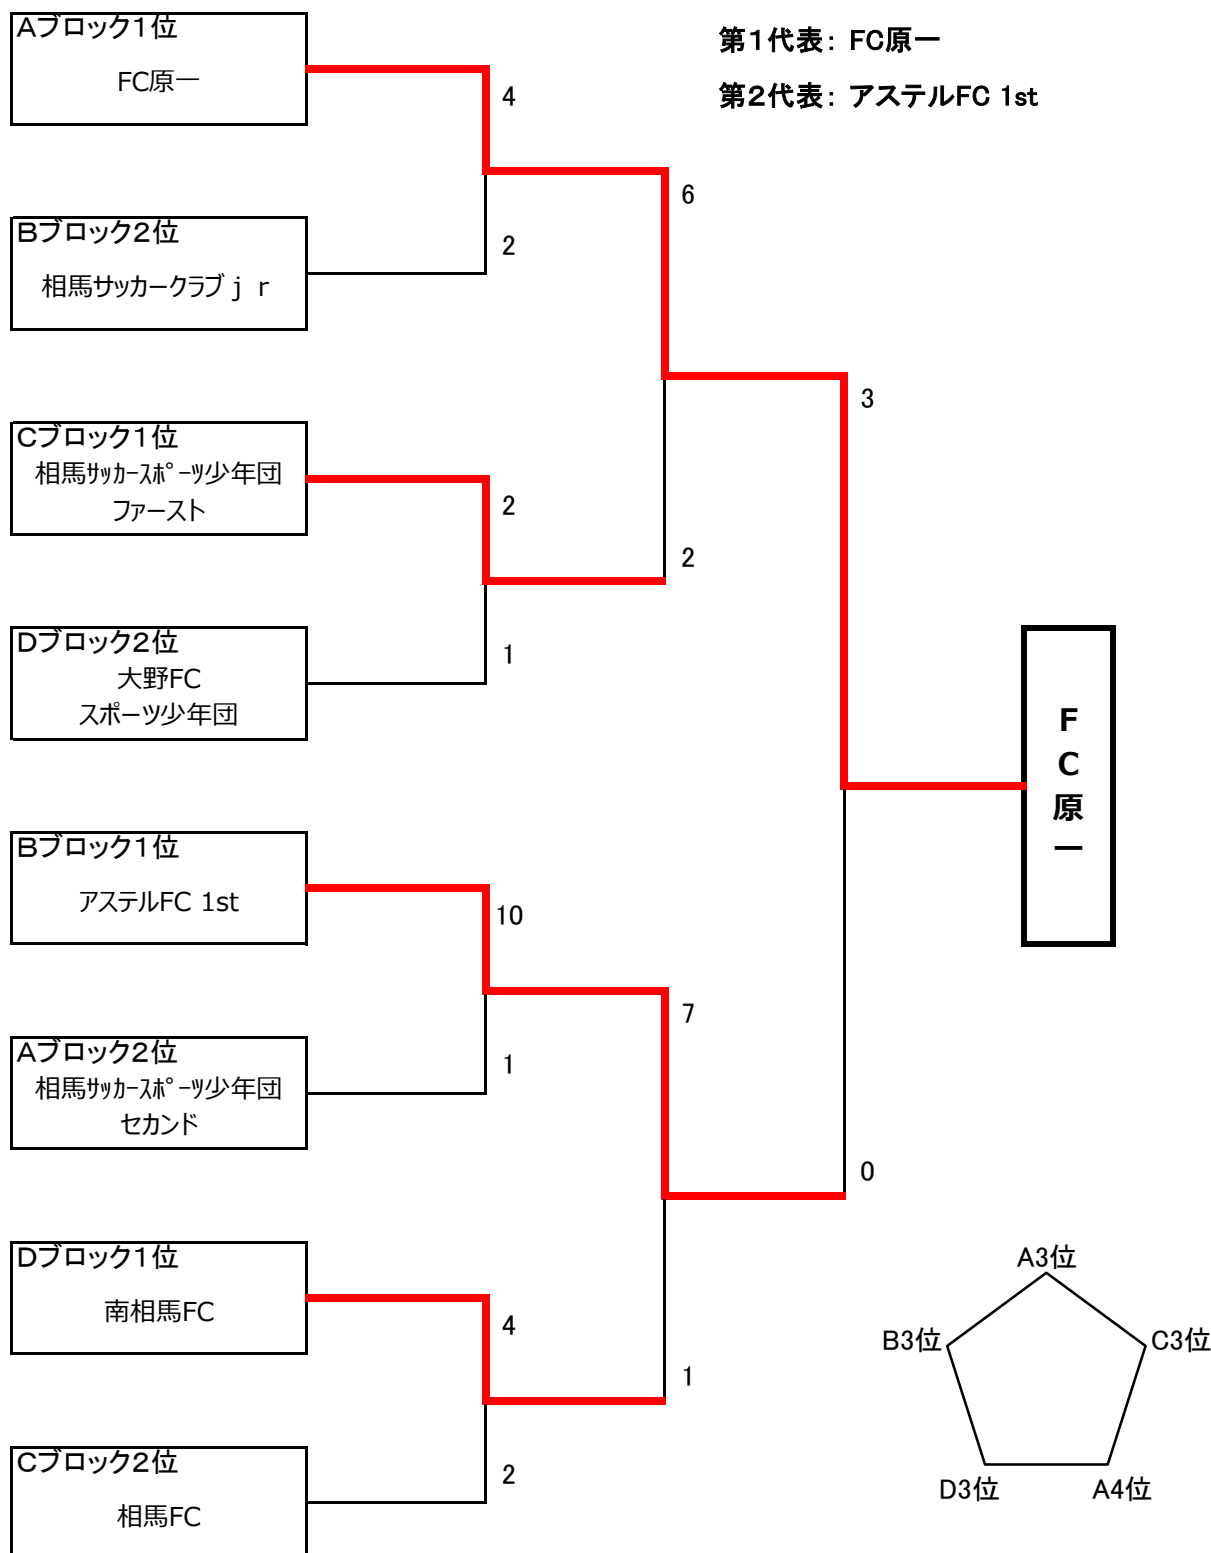 Aブロック1位
FC原一
4
第1代表： FC原一
第2代表： アステルFC 1st
6
Bブロック2位
相馬サッカークラブｊｒ
2
3
Cブロック1位
相馬ｻｯｶｰｽﾎﾟｰﾂ少年団
ファースト
2
2
Dブロック2位
大野FC
スポーツ少年団
1
FC原一
Bブロック1位
アステルFC 1st
10
7
Aブロック2位
相馬ｻｯｶｰｽﾎﾟｰﾂ少年団
セカンド
1
0
Dブロック1位
南相馬FC
4
1
Cブロック2位
相馬FC
2
A3位
B3位
C3位
D3位
A4位